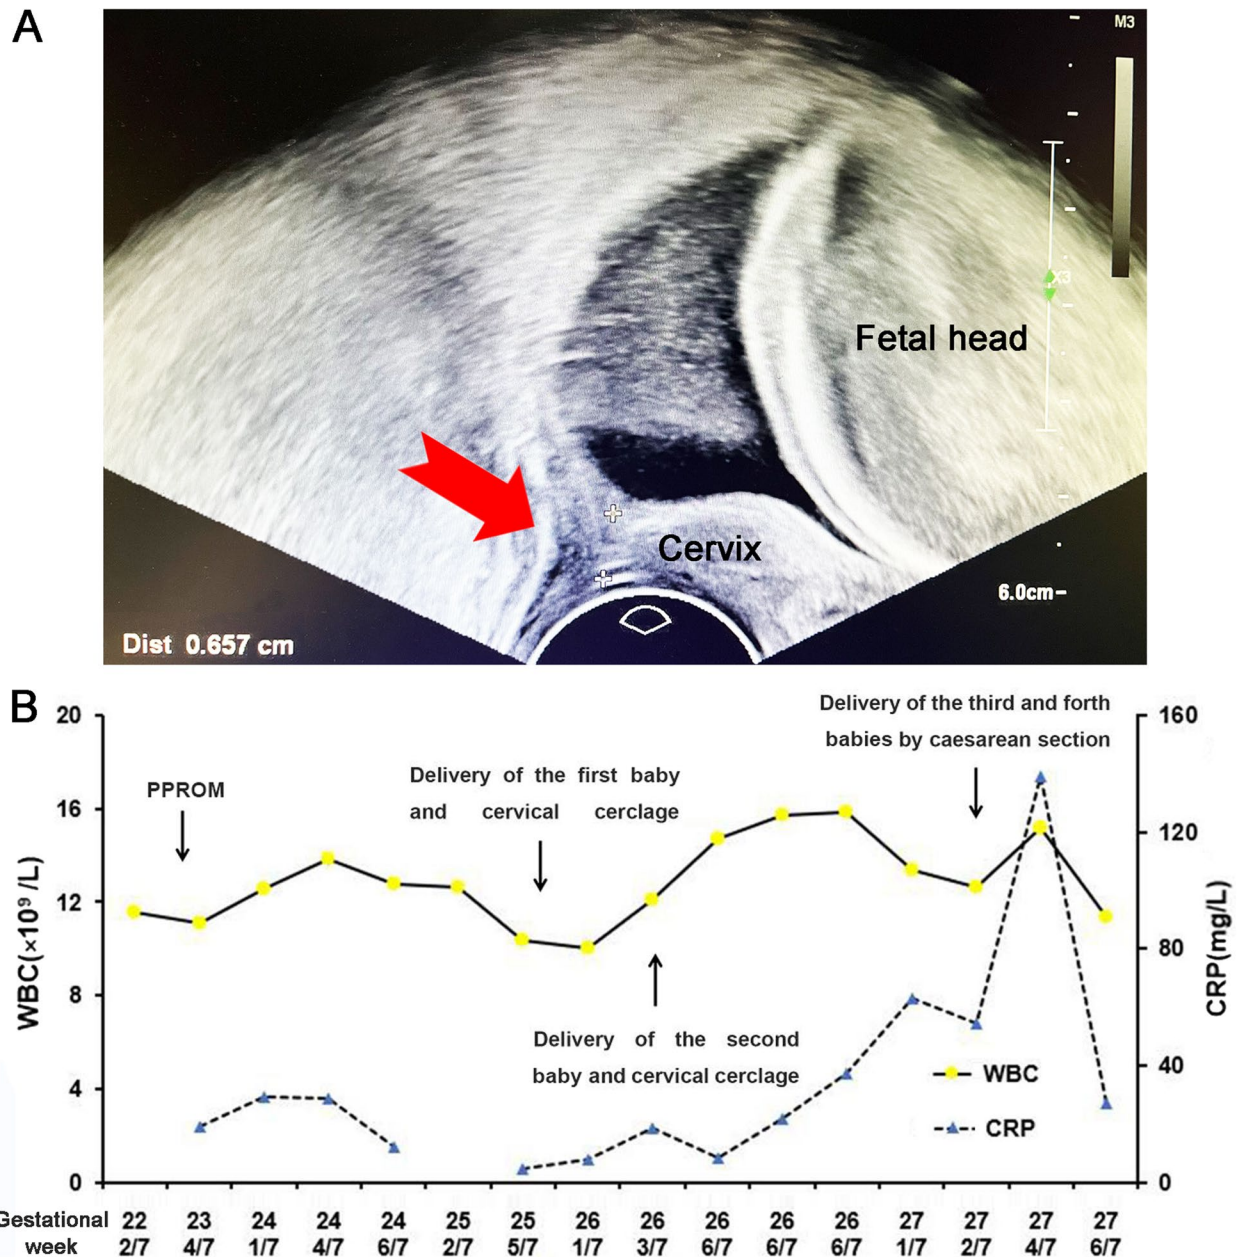 A
M3
X3
Fetal head
Cervix
6.0cm
Dist 0.657 cm
B
20
16
12
8
4
0
WBC(×10⁹ /L)
160
120
80
40
0
CRP(mg/L)
PPROM
Delivery of the first baby
and cervical cerclage
Delivery of the second
baby and cervical cerclage
Delivery of the third and forth
babies by caesarean section
WBC
CRP
Gestational
week
22 23 24 24 24 25 25 26 26 26 26 26 27 27 27 27
2/7 4/7 1/7 4/7 6/7 2/7 5/7 1/7 3/7 6/7 6/7 6/7 1/7 2/7 4/7 6/7